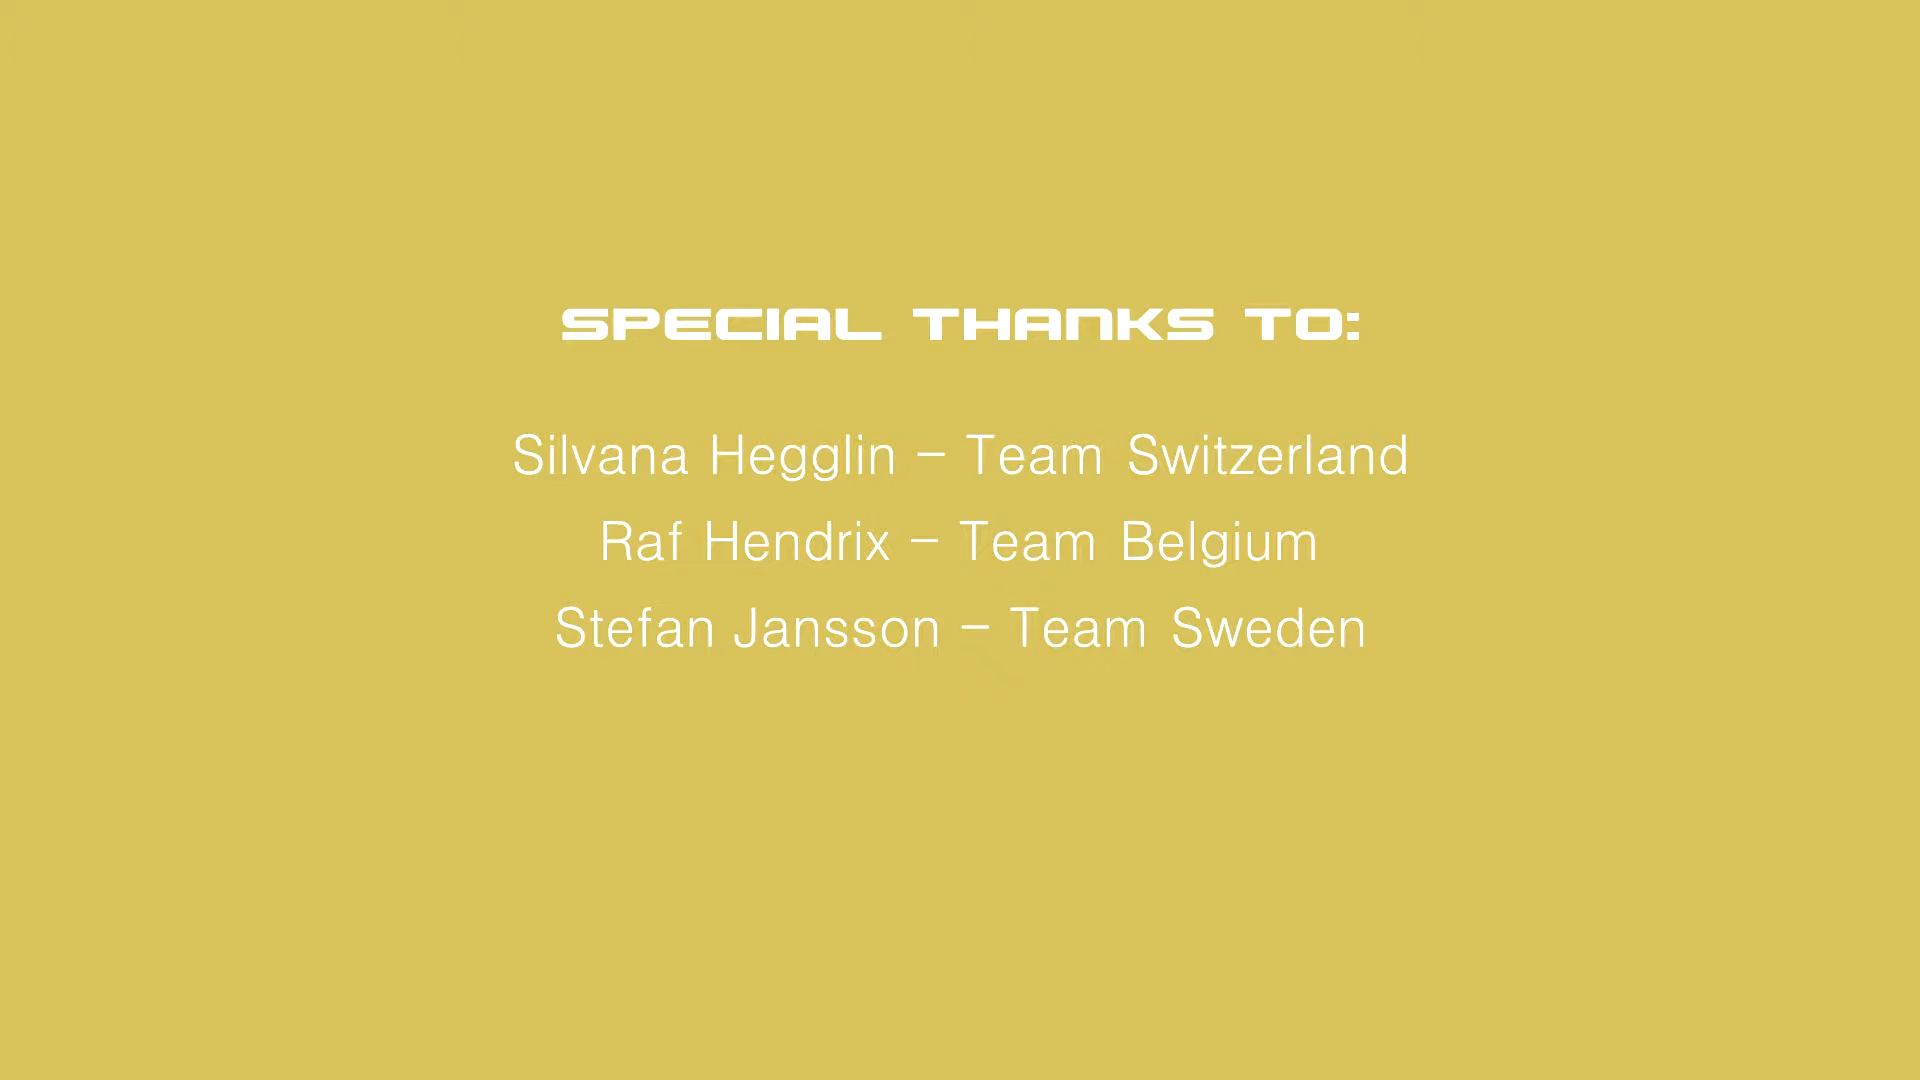 SPECIAL THANKS TO:
Silvana Hegglin – Team Switzerland
Raf Hendrix – Team Belgium
Stefan Jansson – Team Sweden